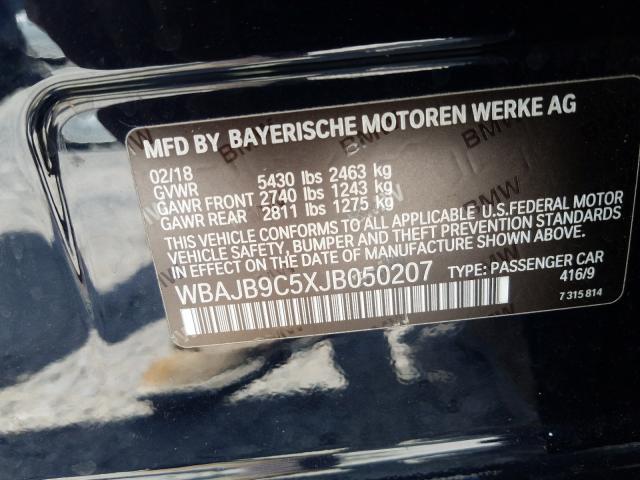 MFD BY BAYERISCHE MOTOREN WERKE AG
02/18
GVWR 5430 lbs 2463 kg
GAWR FRONT 2740 lbs 1243 kg
GAWR REAR 2811 lbs 1275 kg
THIS VEHICLE CONFORMS TO ALL APPLICABLE U.S.FEDERAL MOTOR
VEHICLE SAFETY, BUMPER AND THEFT PREVENTION STANDARDS
IN EFFECT ON THE DATE OF MANUFACTURE SHOWN ABOVE.
WBAJB9C5XJB050207 TYPE: PASSENGER CAR
416/9
7 315 814